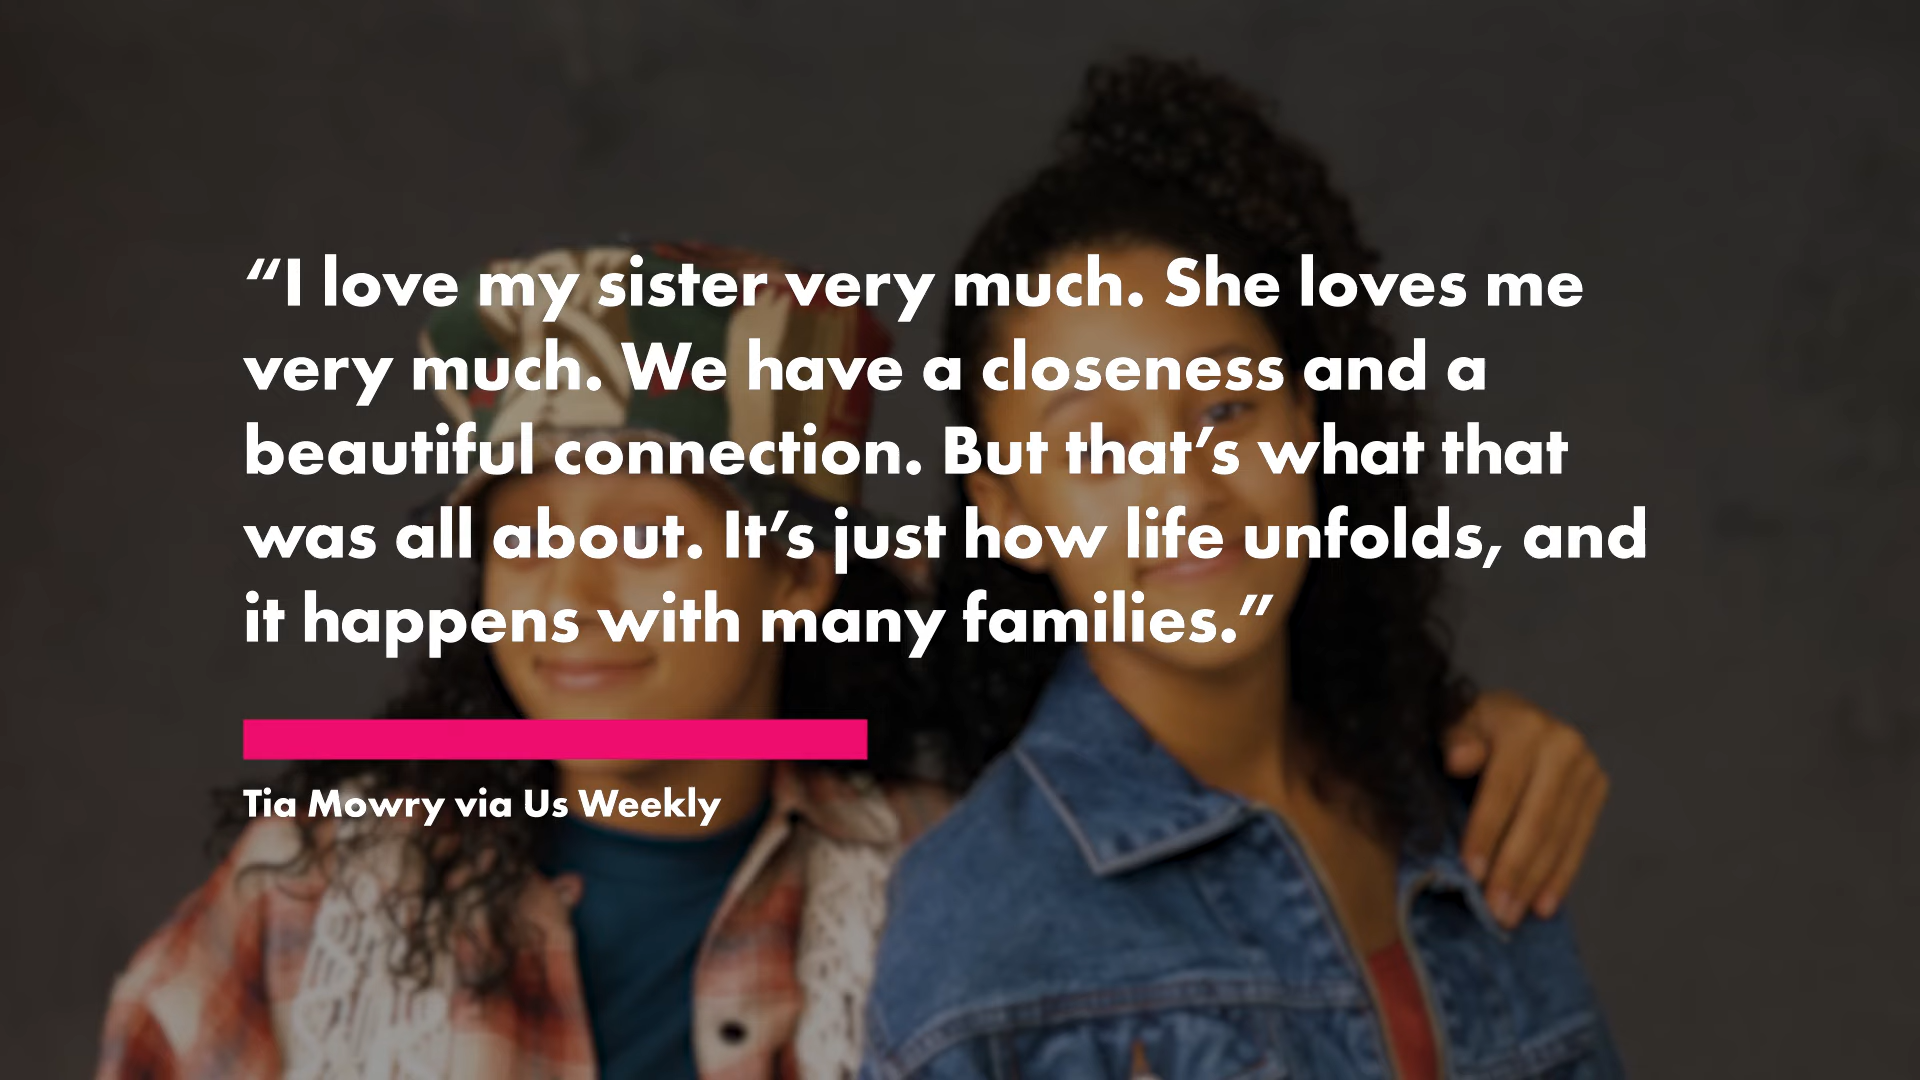 “I love my sister very much. She loves me
very much. We have a closeness and a
beautiful connection. But that’s what that
was all about. It’s just how life unfolds, and
it happens with many families.”
Tia Mowry via Us Weekly